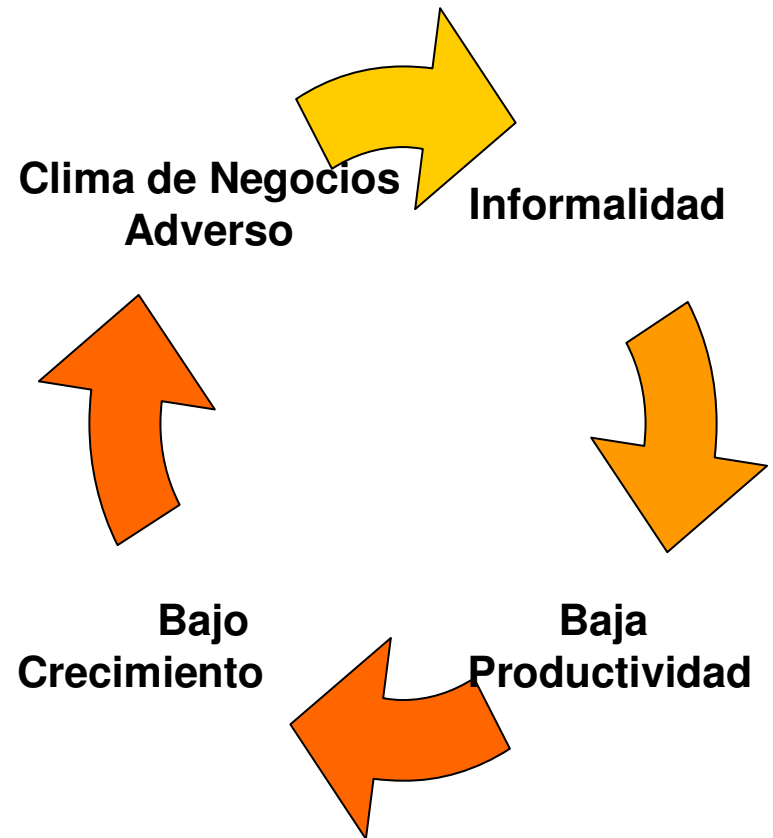 Clima de Negocios
Adverso
Informalidad
Bajo
Crecimiento
Baja
Productividad